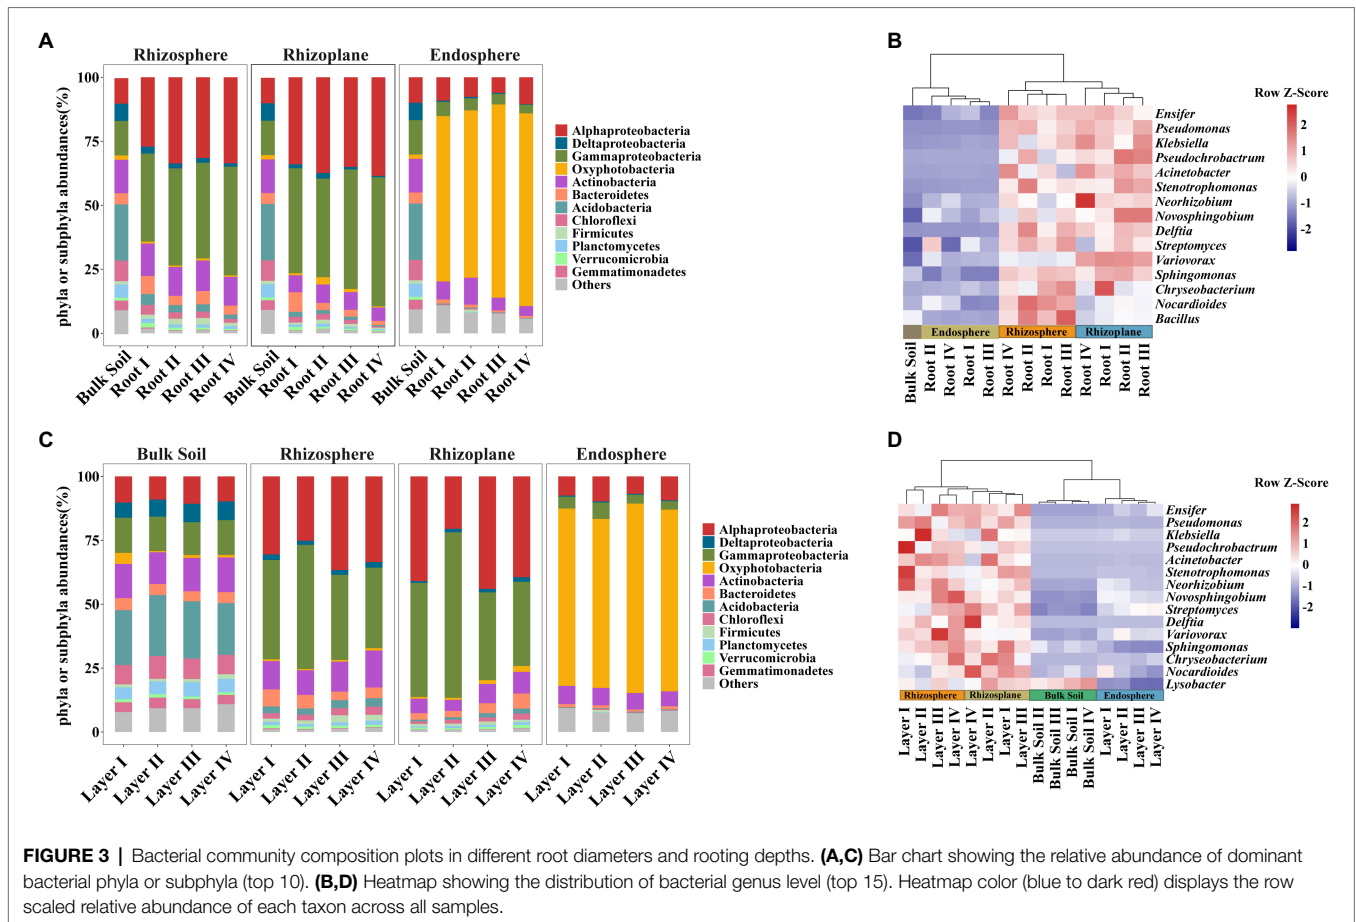 A
Rhizosphere
Rhizoplane
Endosphere
phyla or subphyla abundances(%)
100
75
50
25
0
Bulk Soil
Root I
Root II
Root III
Root IV
Bulk Soil
Root I
Root II
Root III
Root IV
Bulk Soil
Root I
Root II
Root III
Root IV
Alphaproteobacteria
Deltaproteobacteria
Gammaproteobacteria
Oxyphotobacteria
Actinobacteria
Bacteroidetes
Acidobacteria
Chloroflexi
Firmicutes
Planctomycetes
Verrucomicrobia
Gemmatimonadetes
Others
B
Row Z-Score
2
1
0
-1
-2
Ensifer
Pseudomonas
Klebsiella
Pseudochrobactrum
Acinetobacter
Stenotrophomonas
Neorhizobium
Novosphingobium
Delftia
Streptomyces
Variovorax
Sphingomonas
Chryseobacterium
Nocardioides
Bacillus
Endosphere
Rhizosphere
Rhizoplane
Bulk Soil
Root II
Root IV
Root I
Root III
Root IV
Root II
Root I
Root III
Root IV
Root I
Root II
Root III
C
Bulk Soil
Rhizosphere
Rhizoplane
Endosphere
phyla or subphyla abundances(%)
100
75
50
25
0
Layer I
Layer II
Layer III
Layer IV
Layer I
Layer II
Layer III
Layer IV
Layer I
Layer II
Layer III
Layer IV
Layer I
Layer II
Layer III
Layer IV
Alphaproteobacteria
Deltaproteobacteria
Gammaproteobacteria
Oxyphotobacteria
Actinobacteria
Bacteroidetes
Acidobacteria
Chloroflexi
Firmicutes
Planctomycetes
Verrucomicrobia
Gemmatimonadetes
Others
D
Row Z-Score
2
1
0
-1
-2
Ensifer
Pseudomonas
Klebsiella
Pseudochrobactrum
Acinetobacter
Stenotrophomonas
Neorhizobium
Novosphingobium
Streptomyces
Delftia
Variovorax
Sphingomonas
Chryseobacterium
Nocardioides
Lysobacter
Rhizosphere
Rhizosplane
Bulk Soil
Endosphere
Layer I
Layer II
Layer III
Layer IV
Layer IV
Layer II
Layer I
Layer III
Bulk Soil II
Bulk Soil III
Bulk Soil I
Bulk Soil IV
Layer I
Layer II
Layer III
Layer IV
FIGURE 3 | Bacterial community composition plots in different root diameters and rooting depths. (A,C) Bar chart showing the relative abundance of dominant
bacterial phyla or subphyla (top 10). (B,D) Heatmap showing the distribution of bacterial genus level (top 15). Heatmap color (blue to dark red) displays the row
scaled relative abundance of each taxon across all samples.